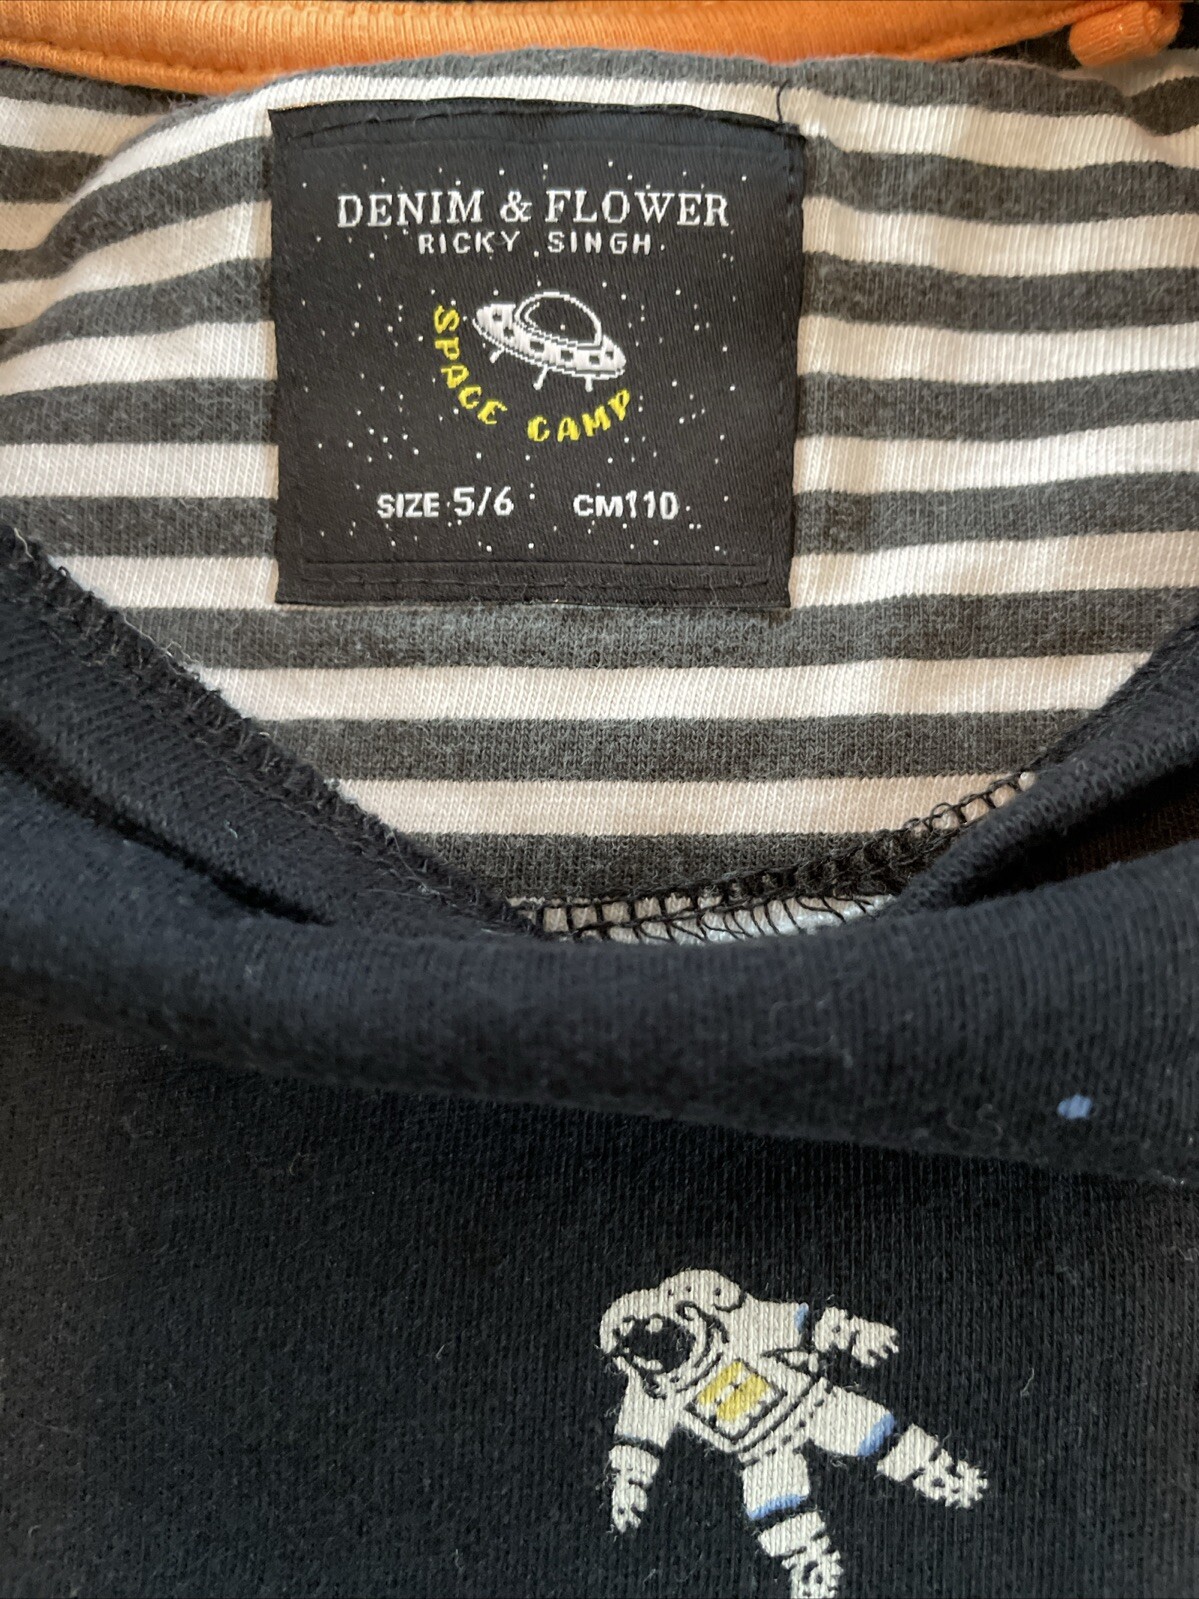 DENIM & FLOWER
RICKY SINGH
SPACE CAMP
SIZE 5/6 CM110